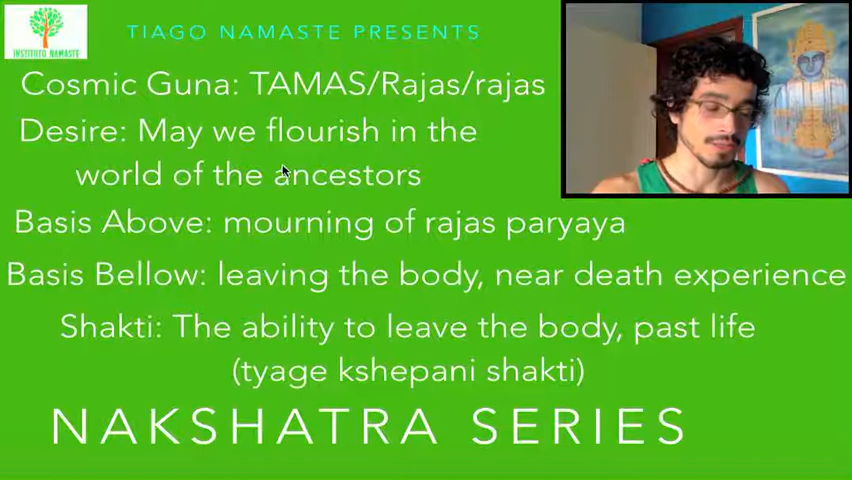 INSTITUTO NAMASTE
TIAGO NAMASTE PRESENTS
Cosmic Guna: TAMAS/Rajas/rajas
Desire: May we flourish in the
world of the ancestors
Basis Above: mourning of rajas paryaya
Basis Bellow: leaving the body, near death experience
Shakti: The ability to leave the body, past life
(tyage kshepani shakti)
NAKSHATRA SERIES